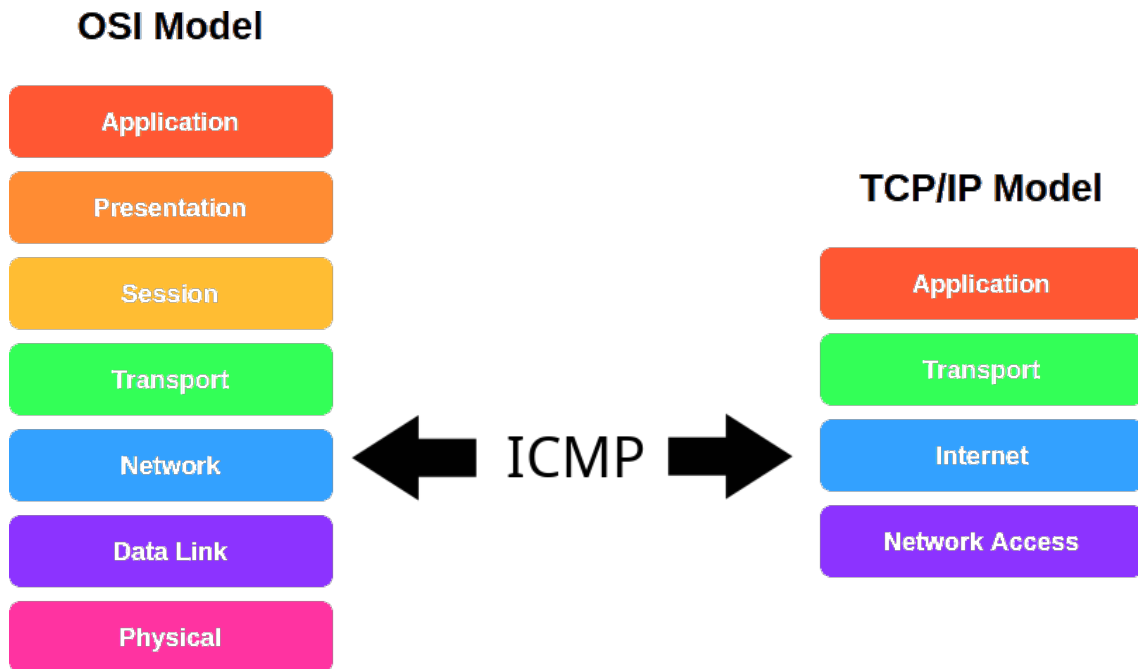 OSI Model
Application
Presentation
Session
Transport
Network
Data Link
Physical
ICMP
TCP/IP Model
Application
Transport
Internet
Network Access